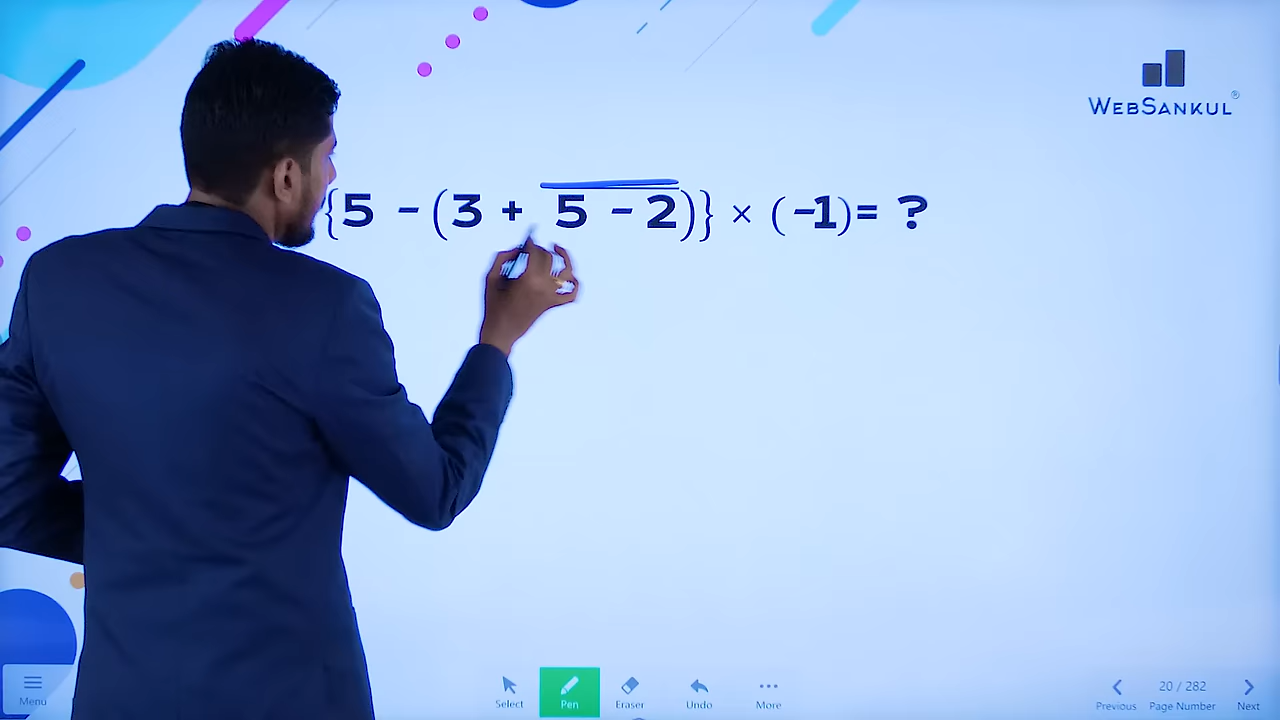 WEBSANKUL®
{5 - (3 + 5 - 2)} × (-1) = ?
Menu
Select
Pen
Eraser
Undo
More
Previous
20 / 282
Page Number
Next